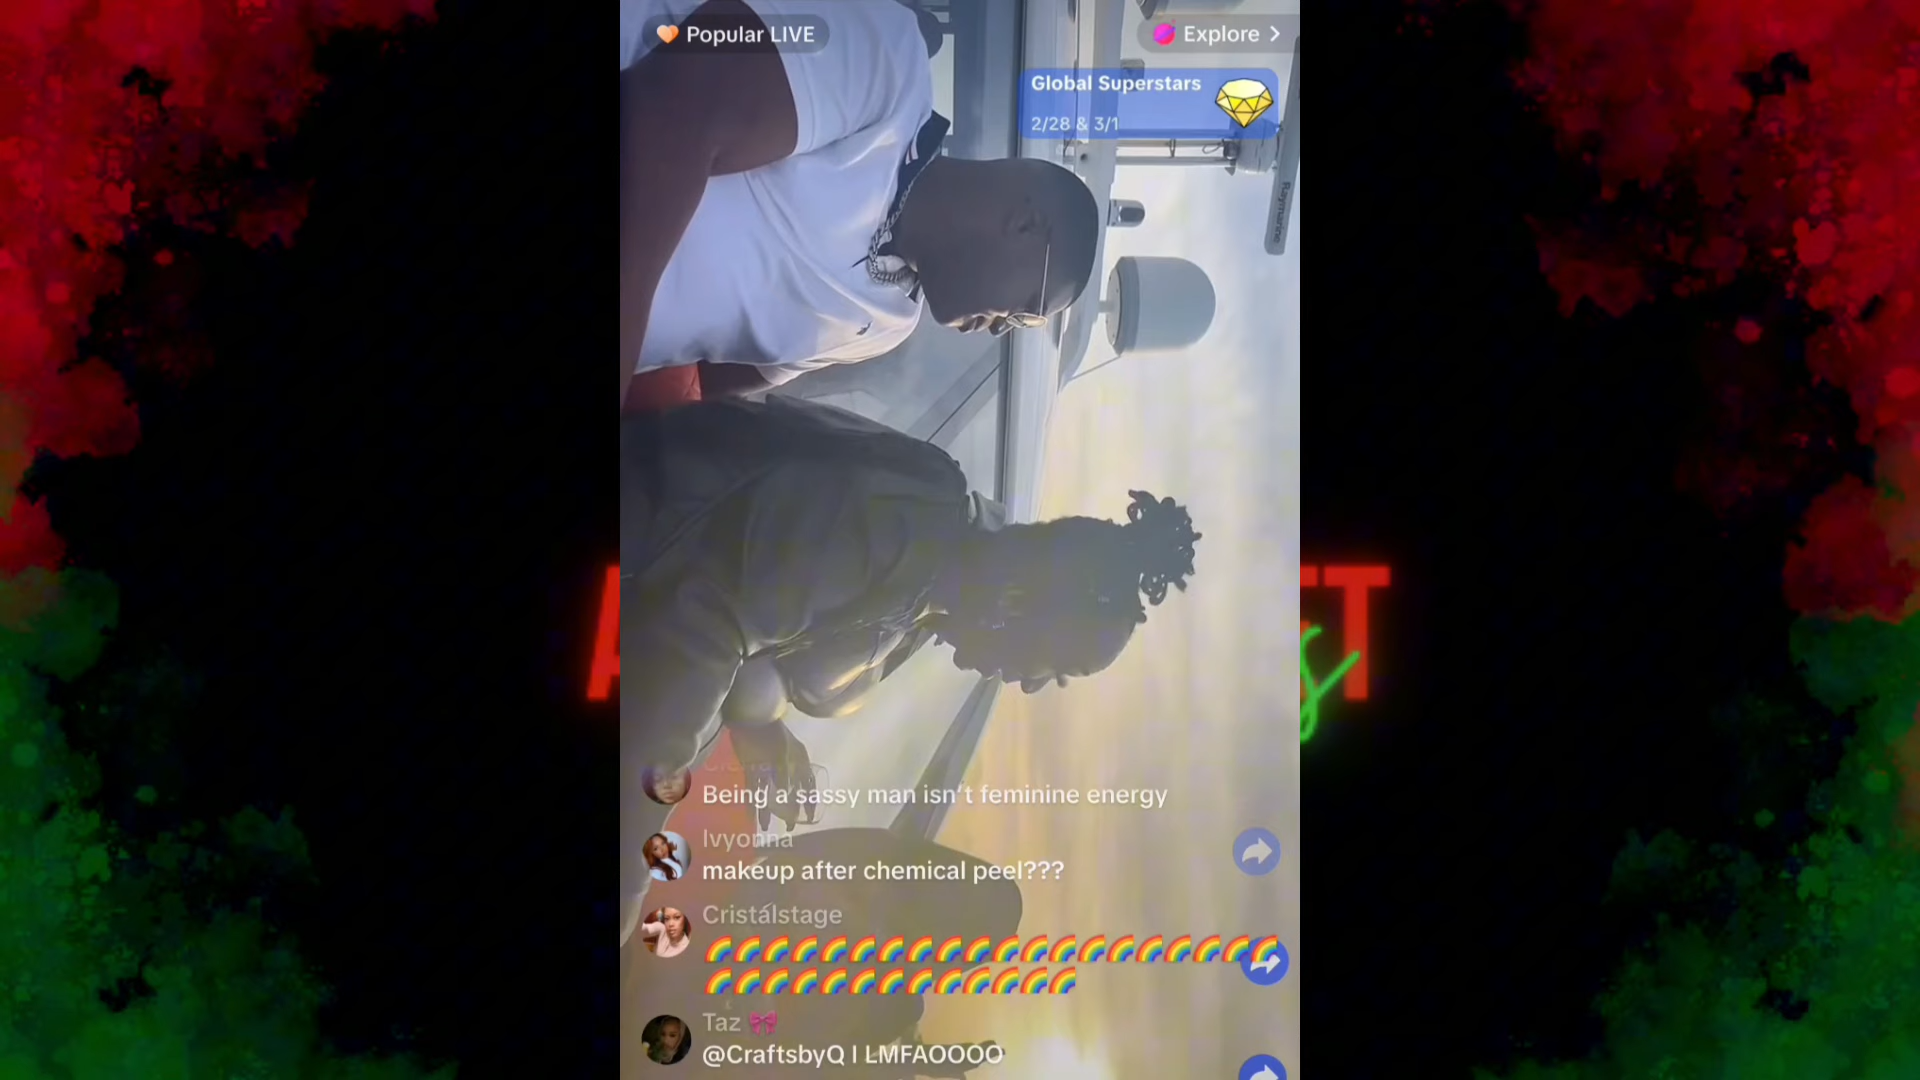 Popular LIVE
Explore >
Global Superstars
2/28 & 3/1
Raymarine
Being a sassy man isn't feminine energy
Ivyonna
makeup after chemical peel???
Cristálstage
🌈🌈🌈🌈🌈🌈🌈🌈🌈🌈🌈🌈🌈🌈🌈🌈🌈🌈🌈🌈
🌈🌈🌈🌈🌈🌈🌈🌈🌈🌈🌈🌈🌈
Taz 🎀
@CraftsbyQ I LMFAOOOO